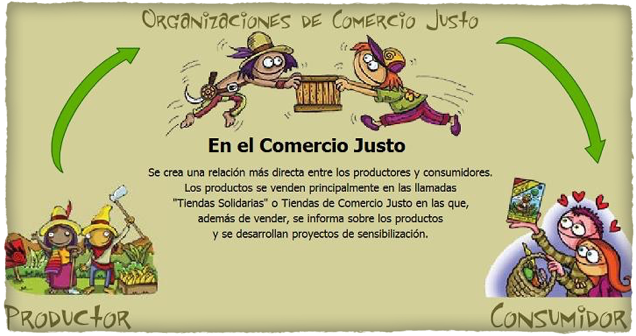 Organizaciones de Comercio Justo
En el Comercio Justo
Se crea una relación más directa entre los productores y consumidores.
Los productos se venden principalmente en las llamadas
"Tiendas Solidarias" o Tiendas de Comercio Justo en las que,
además de vender, se informa sobre los productos
y se desarrollan proyectos de sensibilización.
Productor
Consumidor